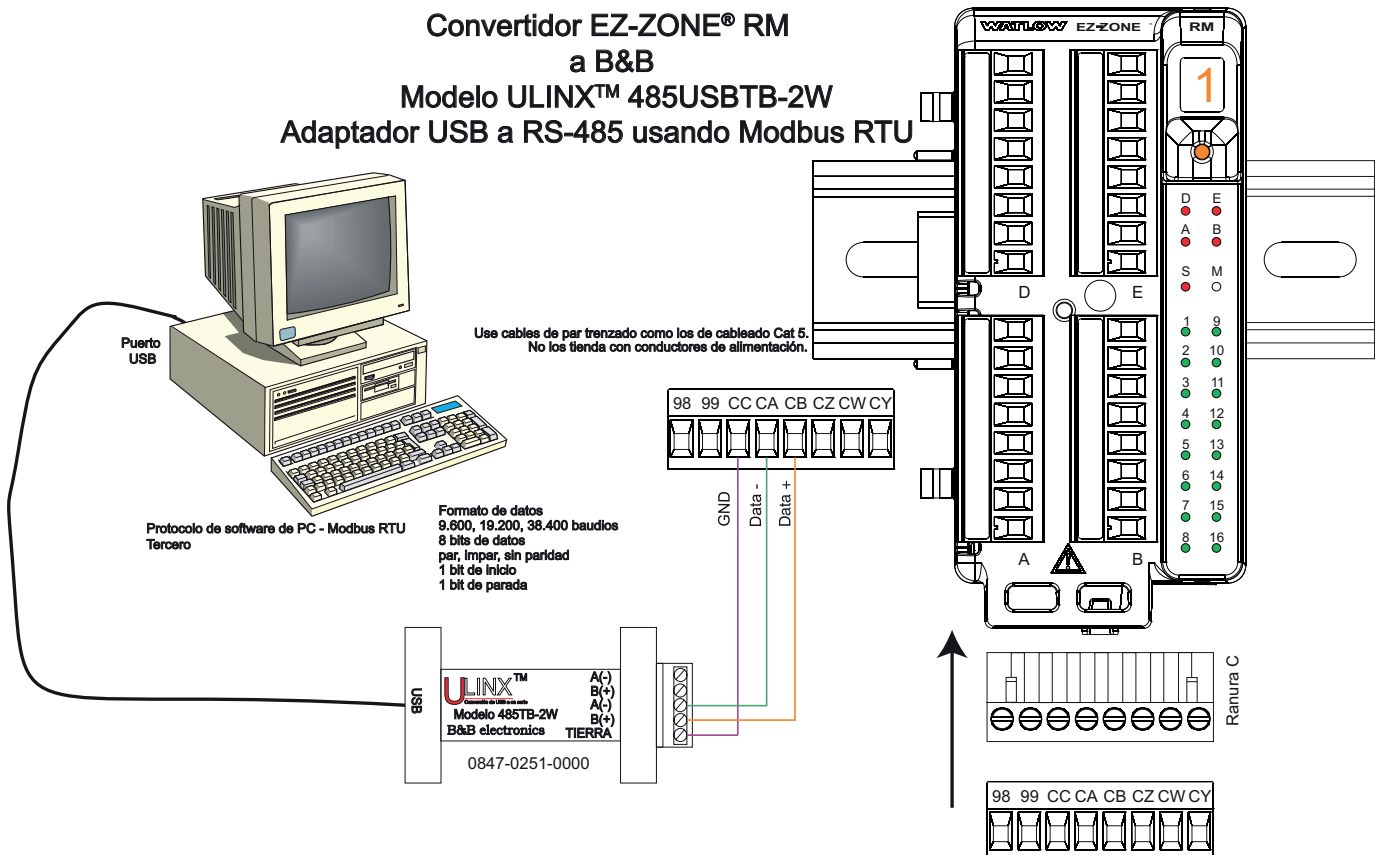 Convertidor EZ-ZONE® RM
a B&B
Modelo ULINX™ 485USBTB-2W
Adaptador USB a RS-485 usando Modbus RTU
WATLOW EZ-ZONE
RM
1
D E
A B
S M
1 9
2 10
3 11
4 12
5 13
6 14
7 15
8 16
D
E
A
B
Puerto
USB
Use cables de par trenzado como los de cableado Cat 5.
No los tienda con conductores de alimentación.
98 99 CC CA CB CZ CW CY
GND
Data -
Data +
Protocolo de software de PC - Modbus RTU
Tercero
Formato de datos
9.600, 19.200, 38.400 baudios
8 bits de datos
par, impar, sin paridad
1 bit de inicio
1 bit de parada
USB
ULINX™
Conversión de USB a en serie
Modelo 485TB-2W
B&B electronics
A(-)
B(+)
A(-)
B(+)
TIERRA
0847-0251-0000
Ranura C
98 99 CC CA CB CZ CW CY